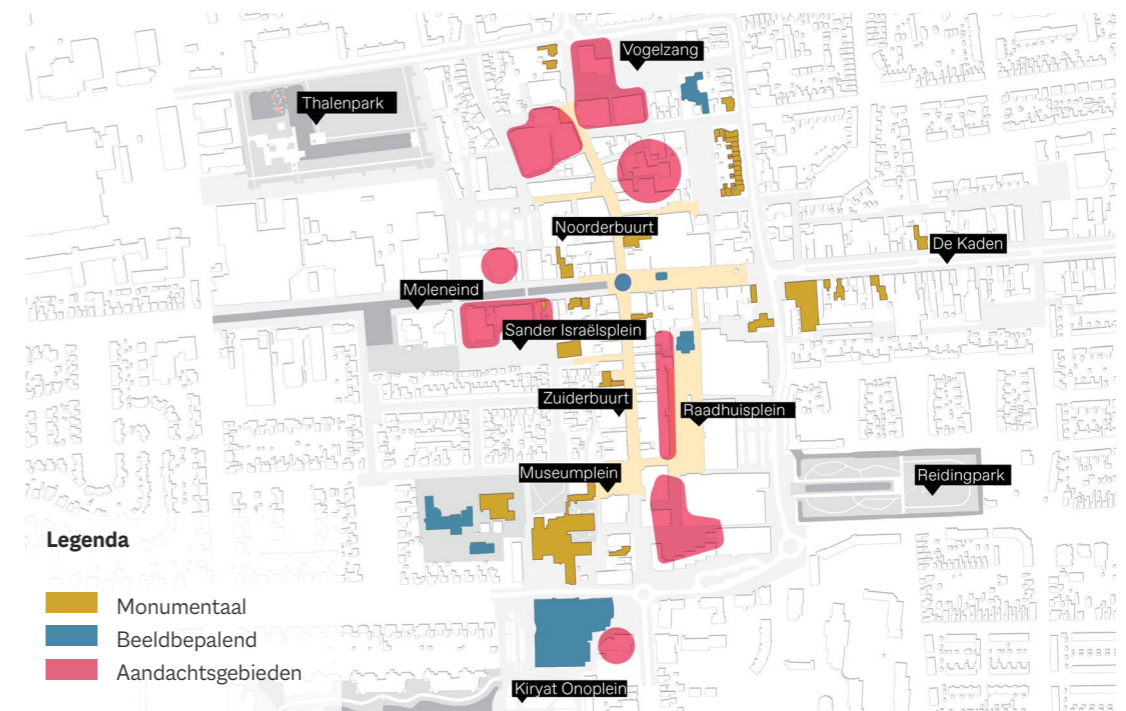 Vogelzang
Thalenpark
Noorderbuurt
De Kaden
Moleneind
Sander Israëlsplein
Zuiderbuurt
Raadhuisplein
Museumplein
Reidingpark
Legenda
Monumentaal
Beeldbepalend
Aandachtsgebieden
Kiryat Onoplein